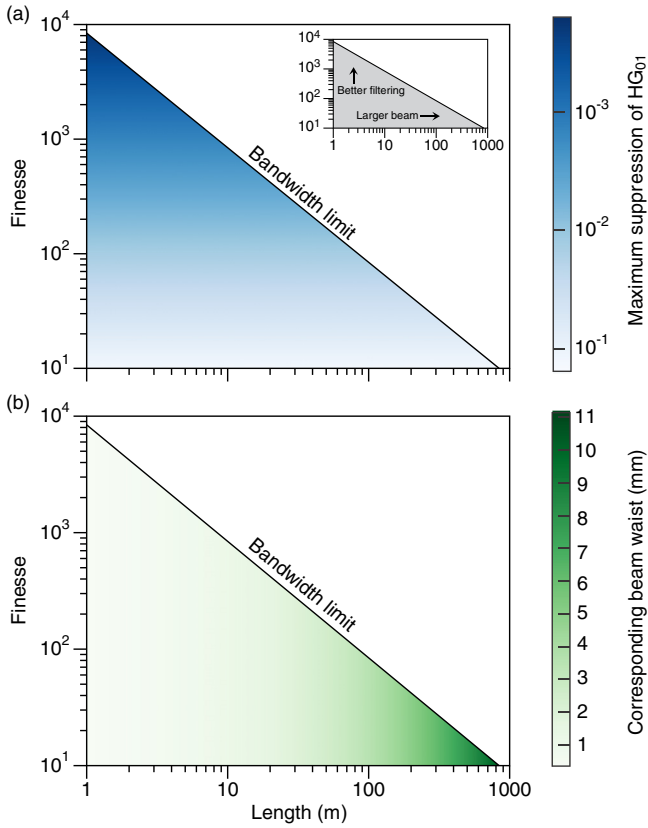 (a)
10^4
10^3
10^2
10^1
Finesse
Bandwidth limit
10^4
10^3
10^2
10^1
Better filtering
Larger beam
1 10 100 1000
10^-3
10^-2
10^-1
Maximum suppression of HG_01
(b)
10^4
10^3
10^2
10^1
Finesse
Bandwidth limit
1 10 100 1000
Length (m)
11
10
9
8
7
6
5
4
3
2
1
Corresponding beam waist (mm)